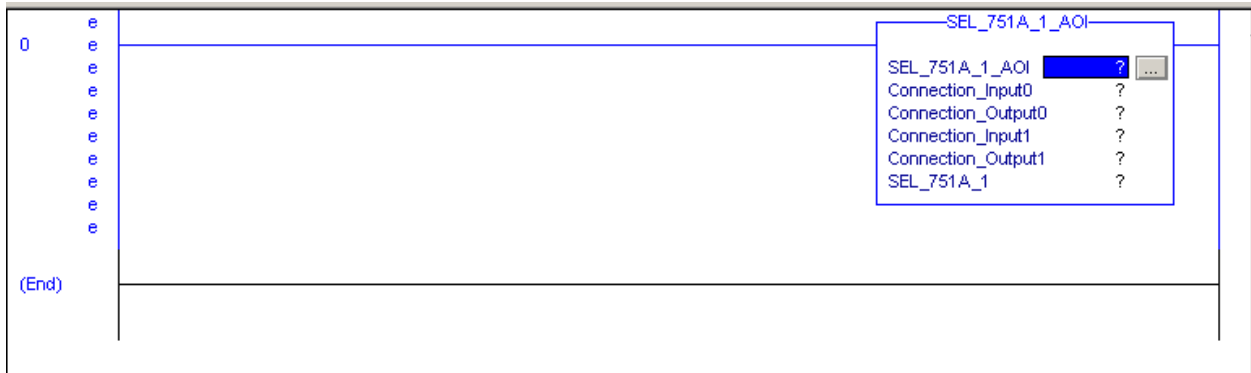 e
SEL_751A_1_AOI
0 e
e
SEL_751A_1_AOI ? ...
e
Connection_Input0 ?
e
Connection_Output0 ?
e
Connection_Input1 ?
e
Connection_Output1 ?
e
SEL_751A_1 ?
e
e
(End)